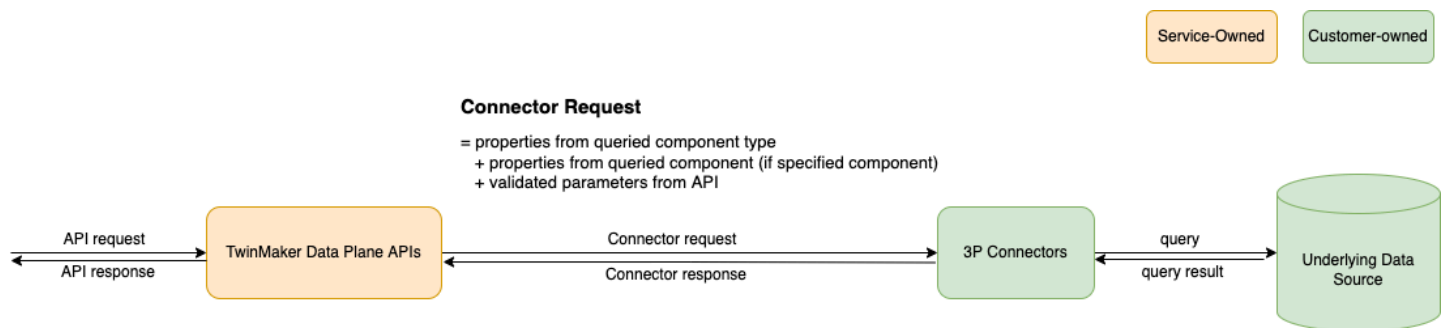 Service-Owned
Customer-owned
Connector Request
= properties from queried component type
+ properties from queried component (if specified component)
+ validated parameters from API
API request
API response
TwinMaker Data Plane APIs
Connector request
Connector response
3P Connectors
query
query result
Underlying Data
Source